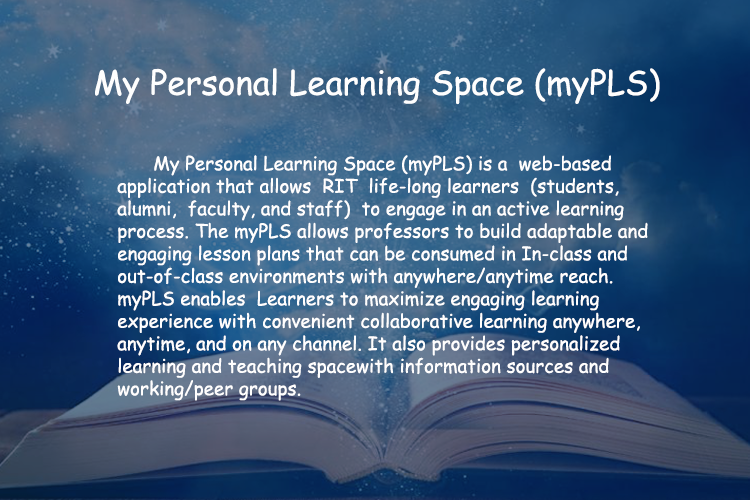 My Personal Learning Space (myPLS)
My Personal Learning Space (myPLS) is a  web-based
application that allows  RIT  life-long learners  (students,
alumni,  faculty, and staff)  to engage in an active learning
process. The myPLS allows professors to build adaptable and
engaging lesson plans that can be consumed in In-class and
out-of-class environments with anywhere/anytime reach.
myPLS enables  Learners to maximize engaging learning
experience with convenient collaborative learning anywhere,
anytime, and on any channel. It also provides personalized
learning and teaching spacewith information sources and
working/peer groups.